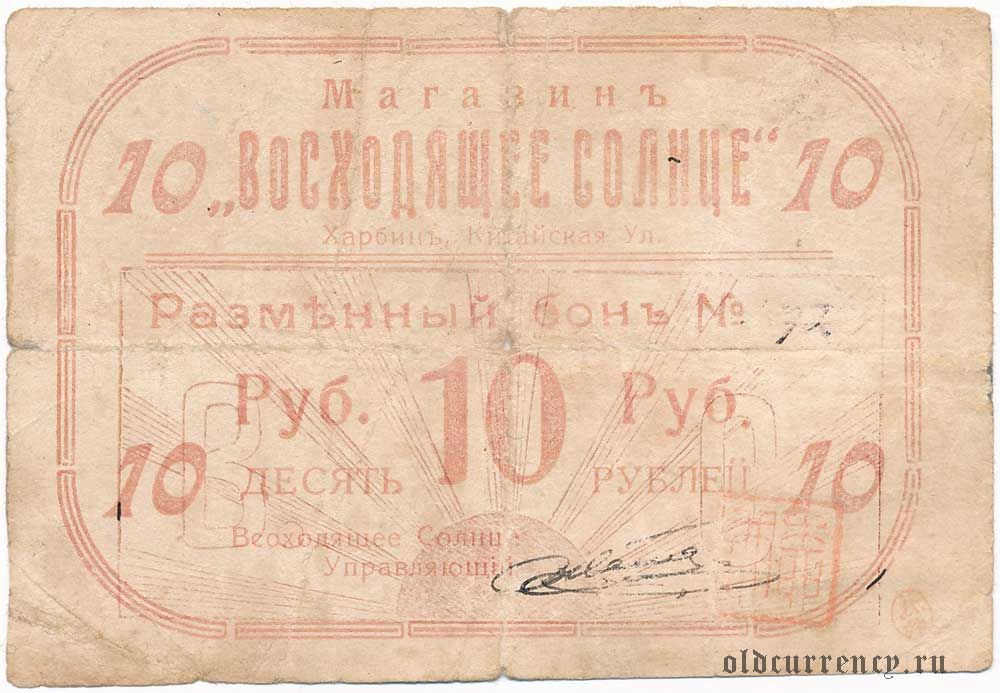 Магазинъ
10 „ВОСХОДЯЩЕЕ СОЛНЦЕ“ 10
Харбинъ, Китайская Ул.
Размѣнный бонъ №
Руб. 10 Руб.
10 ДЕСЯТЬ РУБЛЕЙ 10
Восходящее Солнце
Управляющій
oldcurrency.ru